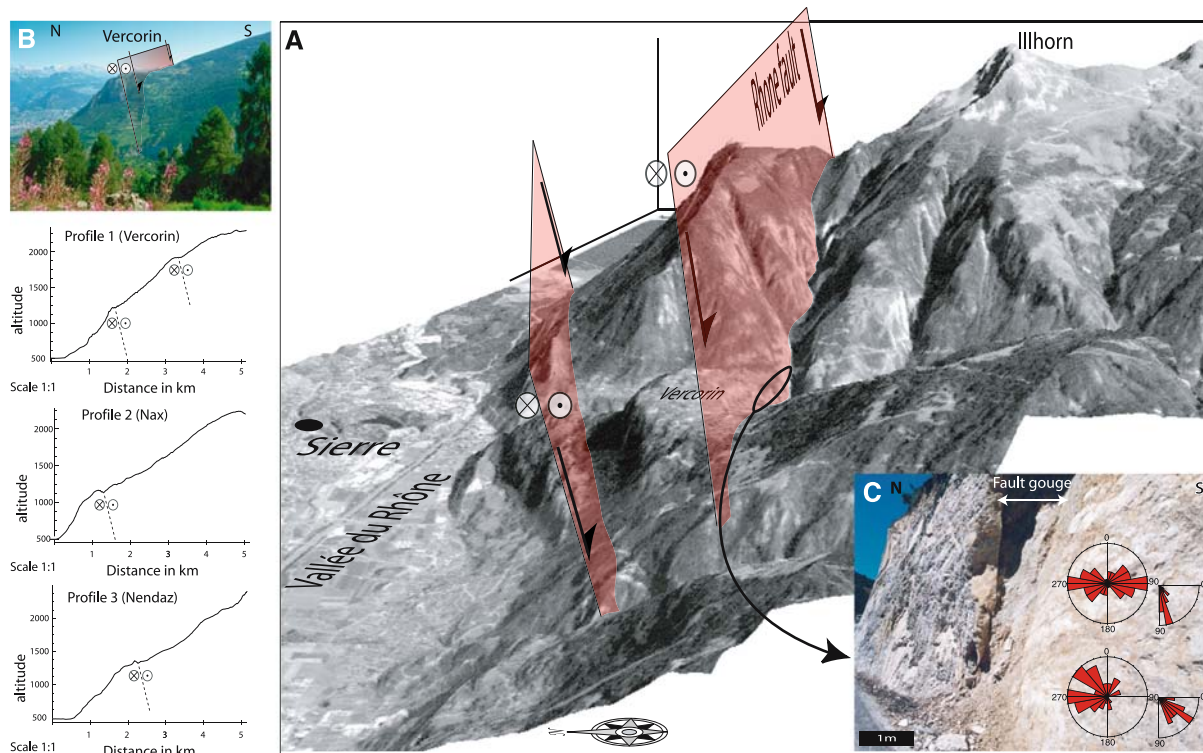 B
N
S
Vercorin
A
Rhone fault
Illhorn
Vercorin
Sierre
Vallée du Rhône
Profile 1 (Vercorin)
altitude
2000
1500
1000
500
0
1
2
3
4
5
Scale 1:1
Distance in km
Profile 2 (Nax)
altitude
2000
1500
1000
500
1
2
3
4
5
Scale 1:1
Distance in km
Profile 3 (Nendaz)
altitude
2000
1500
1000
500
0
1
2
3
4
5
Scale 1:1
Distance in km
C
N
S
Fault gouge
0
270
90
180
90
0
270
90
180
90
1m